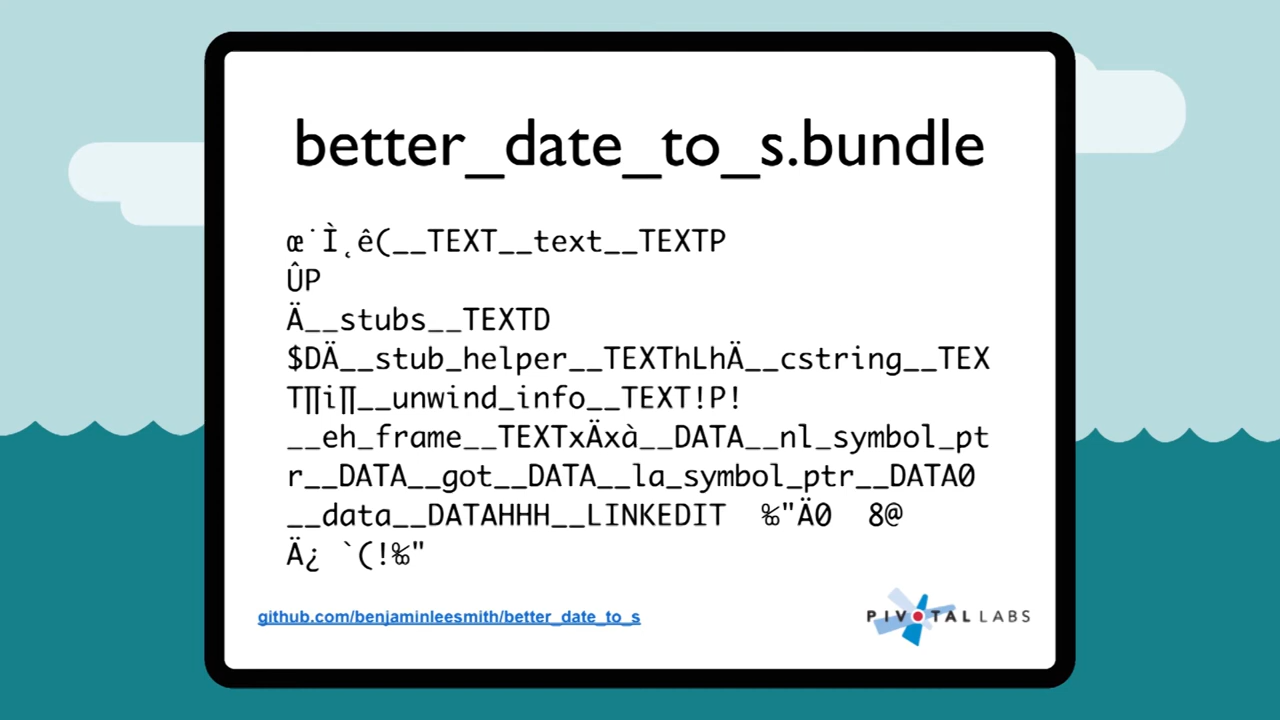 better_date_to_s.bundle
œ˙Ì¸ê(__TEXT__text__TEXTP
ÛP
Ä__stubs__TEXTD
$DÄ__stub_helper__TEXThLhÄ__cstring__TEX
T∏i∏__unwind_info__TEXT!P!
__eh_frame__TEXTxÄxà__DATA__nl_symbol_pt
r__DATA__got__DATA__la_symbol_ptr__DATA0
__data__DATAHHH__LINKEDIT  ‰"Ä0  8@
Ä¿ `(!‰"
github.com/benjaminleesmith/better_date_to_s
PIVOTAL LABS